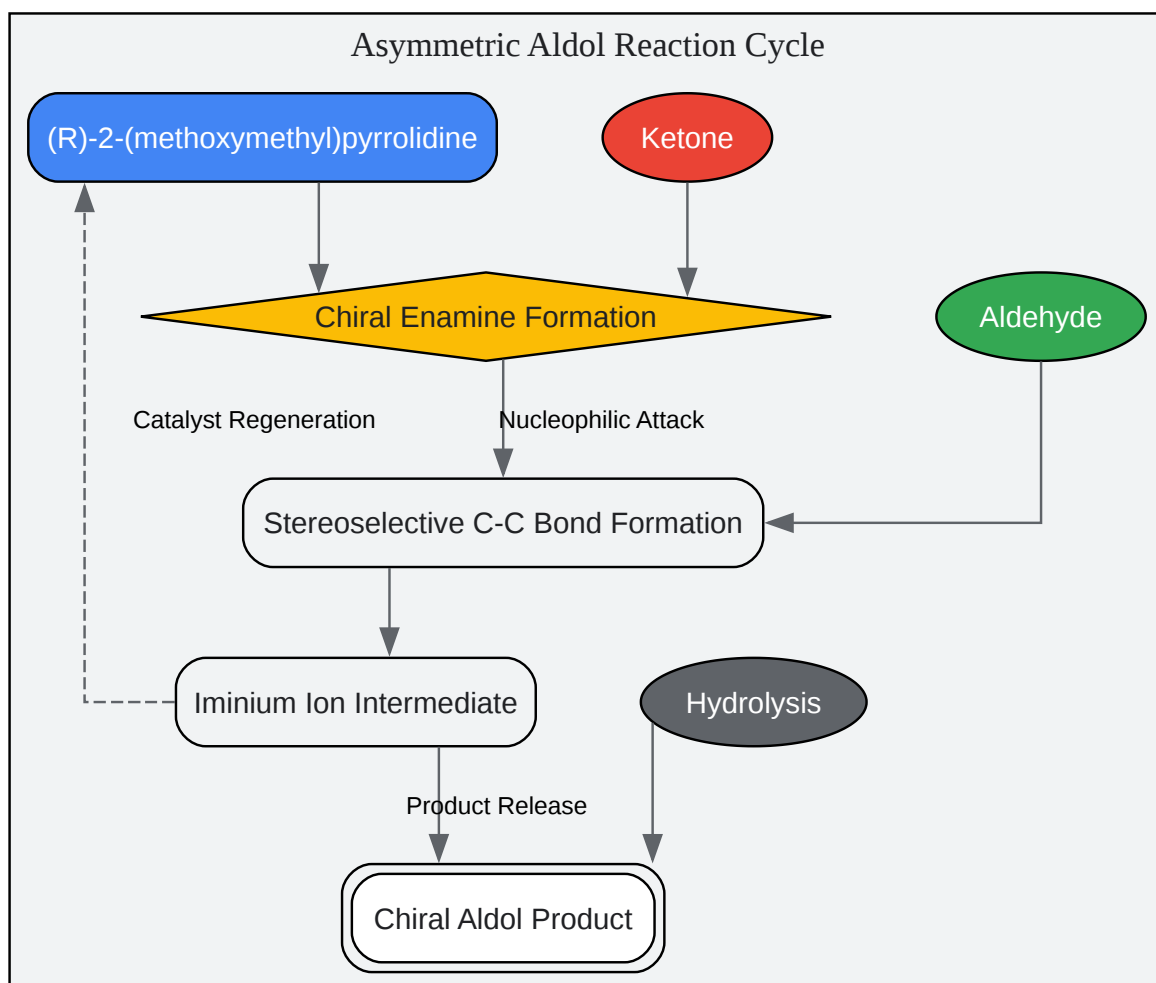 Asymmetric Aldol Reaction Cycle
(R)-2-(methoxymethyl)pyrrolidine
Ketone
Chiral Enamine Formation
Aldehyde
Catalyst Regeneration
Nucleophilic Attack
Stereoselective C-C Bond Formation
Iminium Ion Intermediate
Hydrolysis
Product Release
Chiral Aldol Product